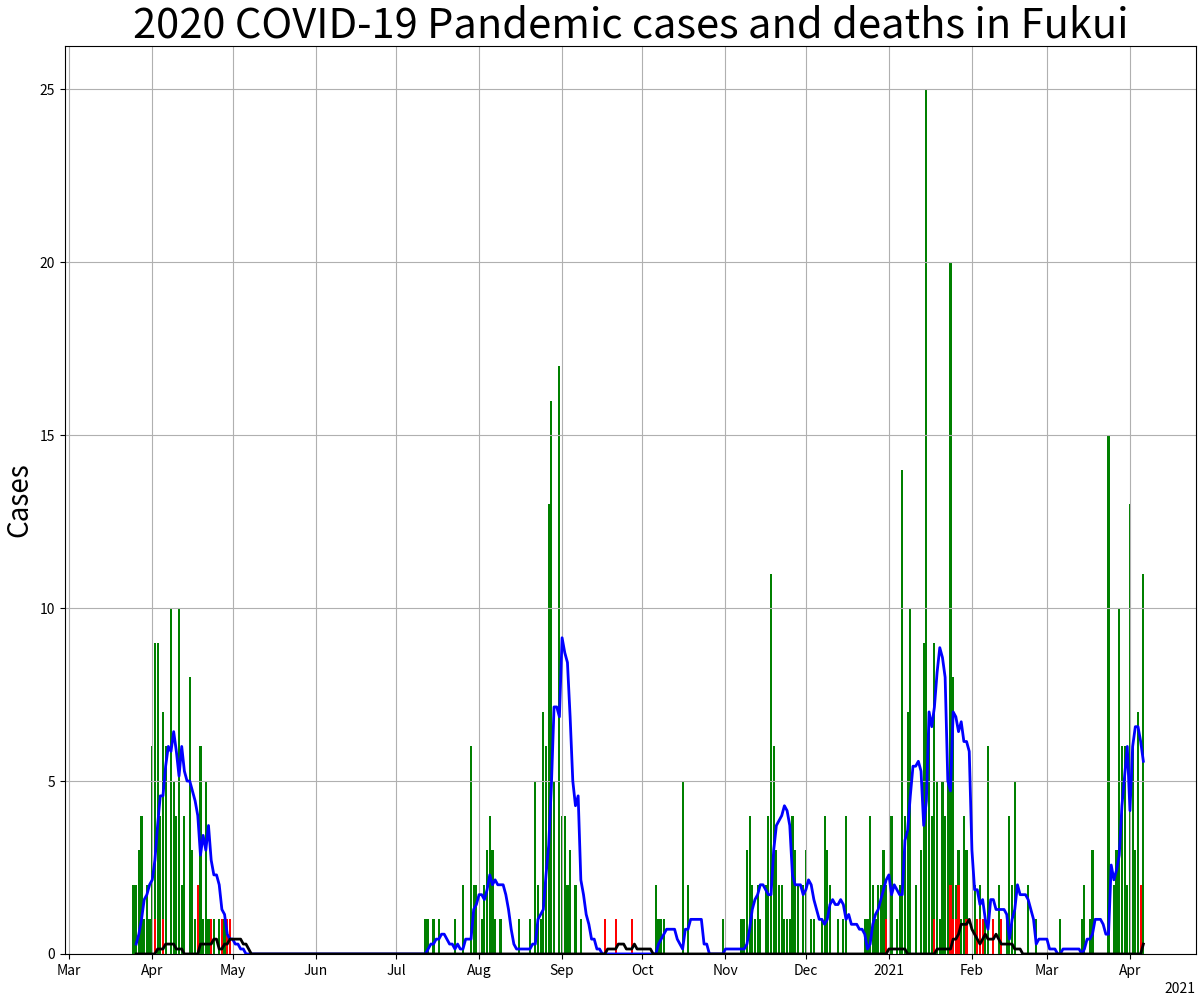 2020 COVID-19 Pandemic cases and deaths in Fukui
25
20
15
10
5
0
Cases
Mar Apr May Jun Jul Aug Sep Oct Nov Dec 2021 Feb Mar Apr
2021